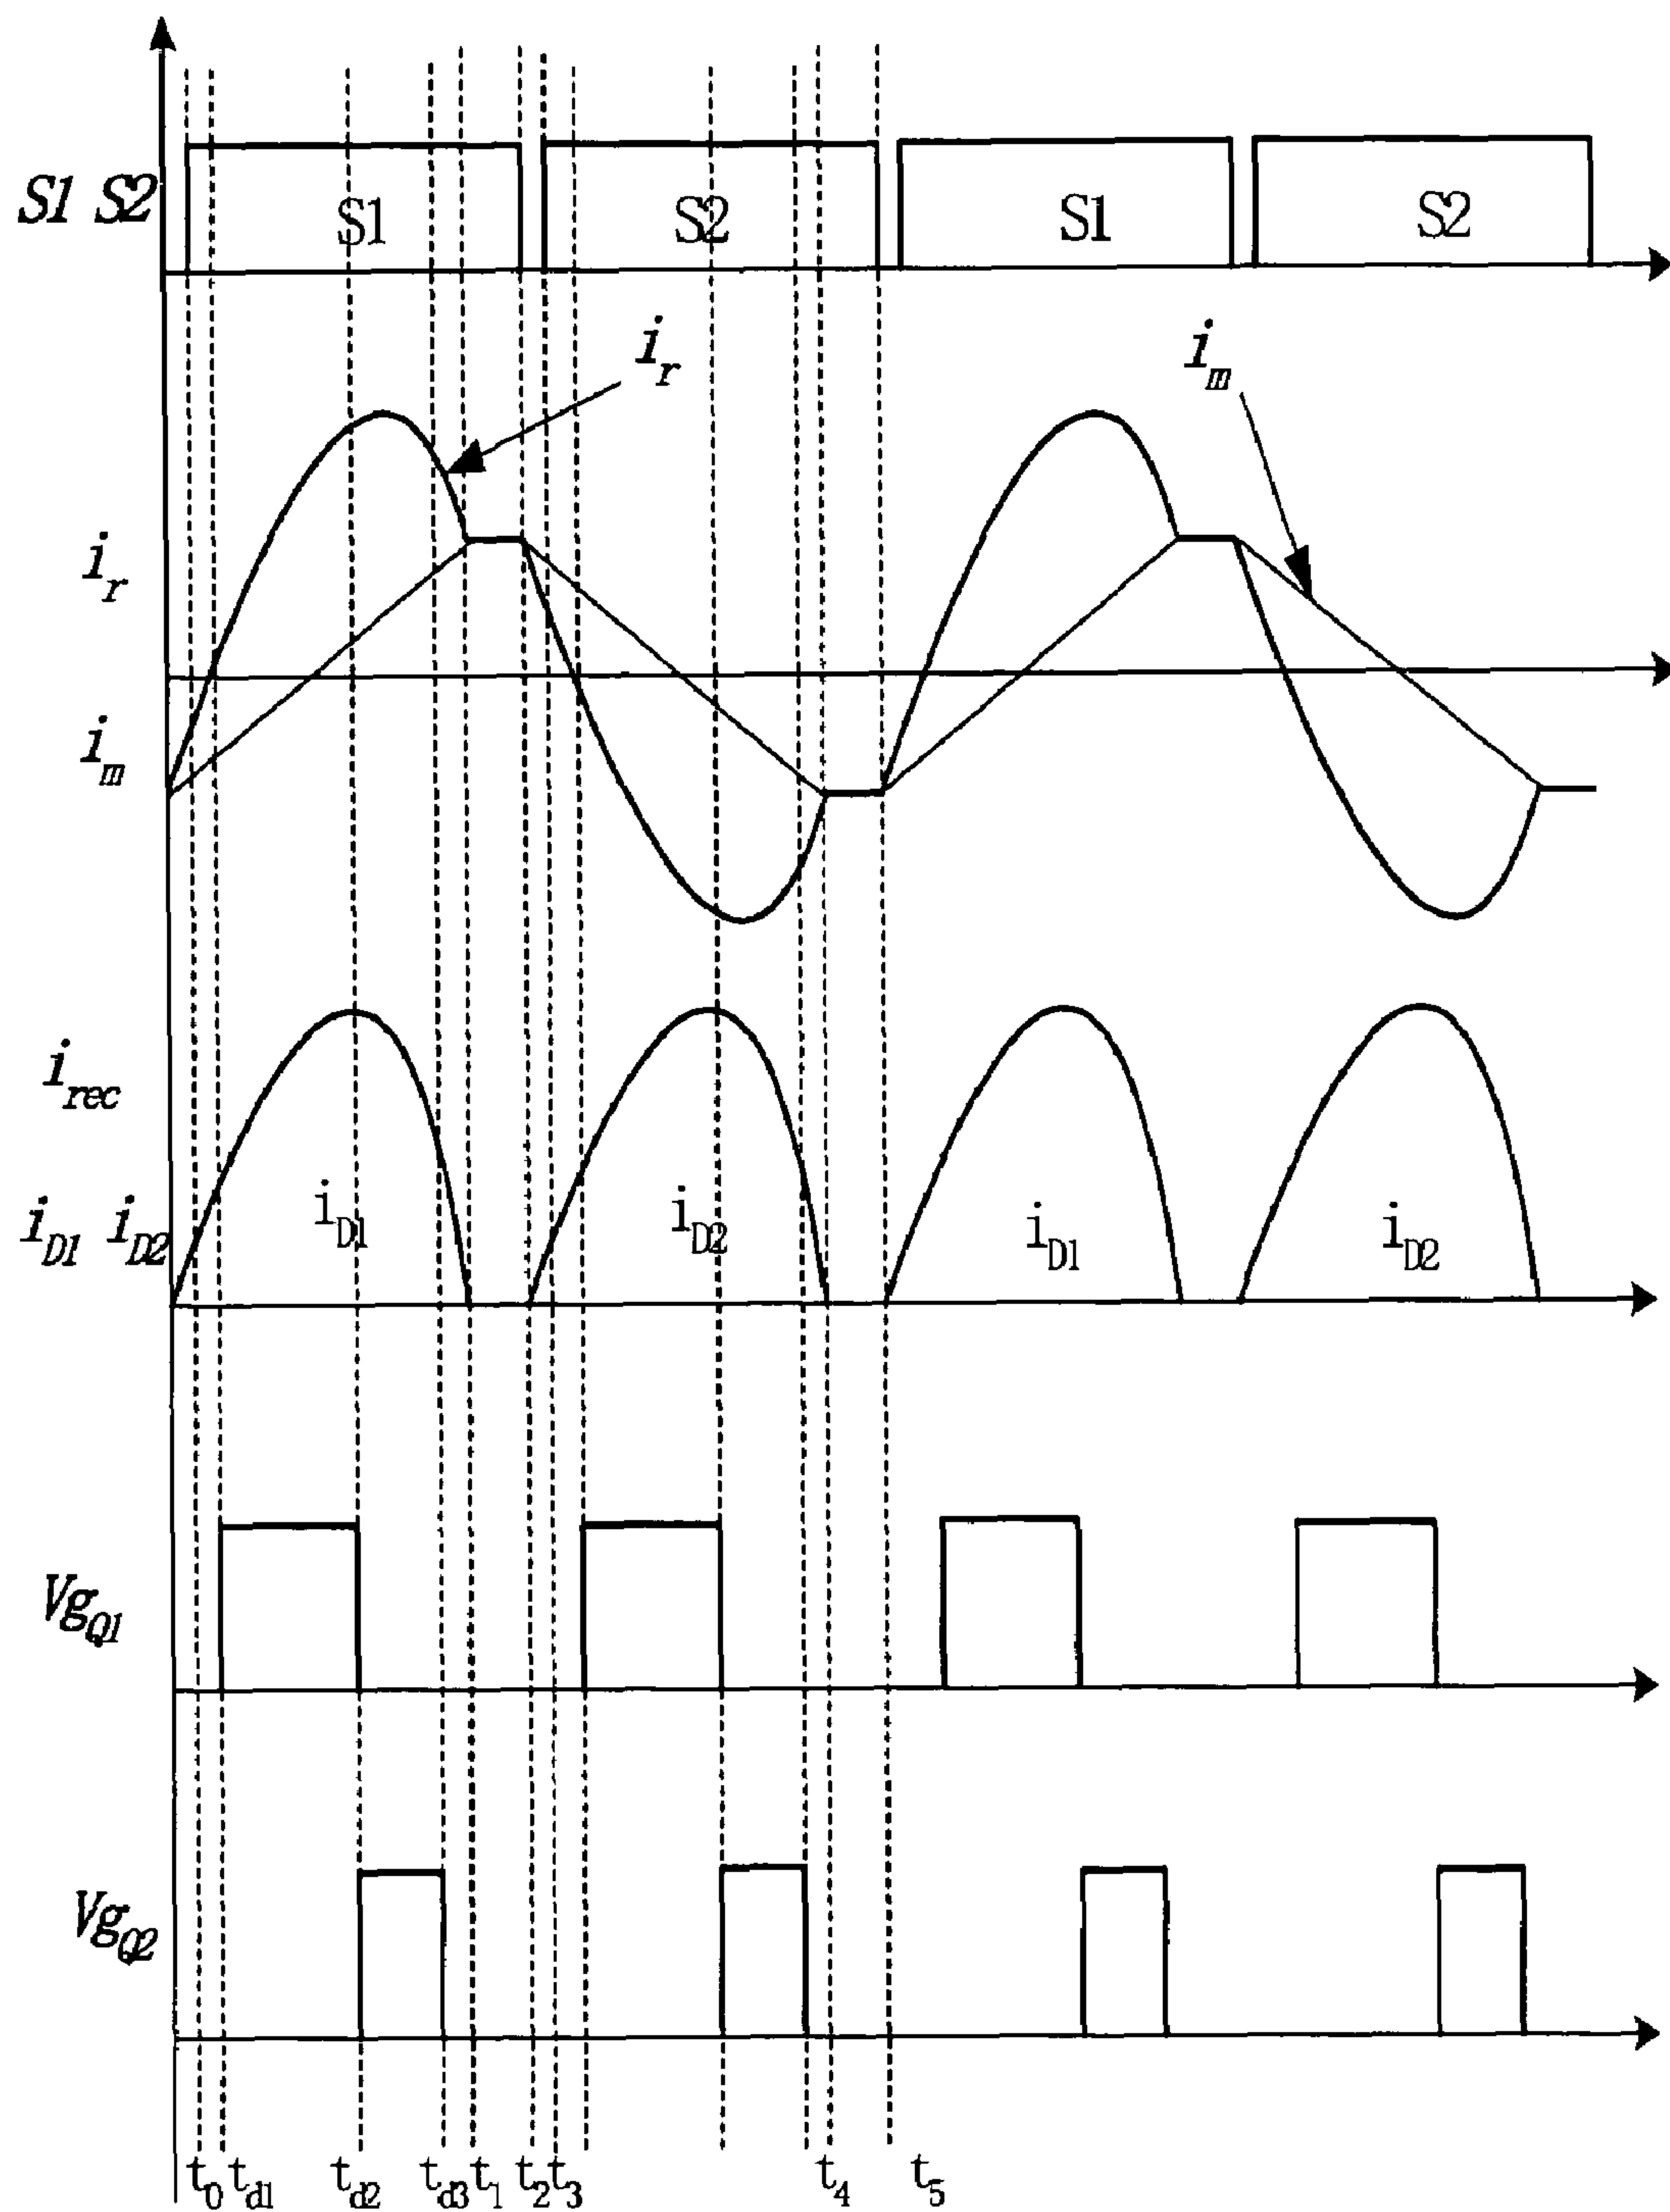 S1 S2
S1 S2 S1 S2
i_r i_m
i_r
i_m
i_rec
i_D1 i_D2
i_D1 i_D2 i_D1 i_D2
Vg_Q1
Vg_Q2
t_0 t_d1 t_d2 t_d3 t_1 t_2 t_3 t_4 t_5